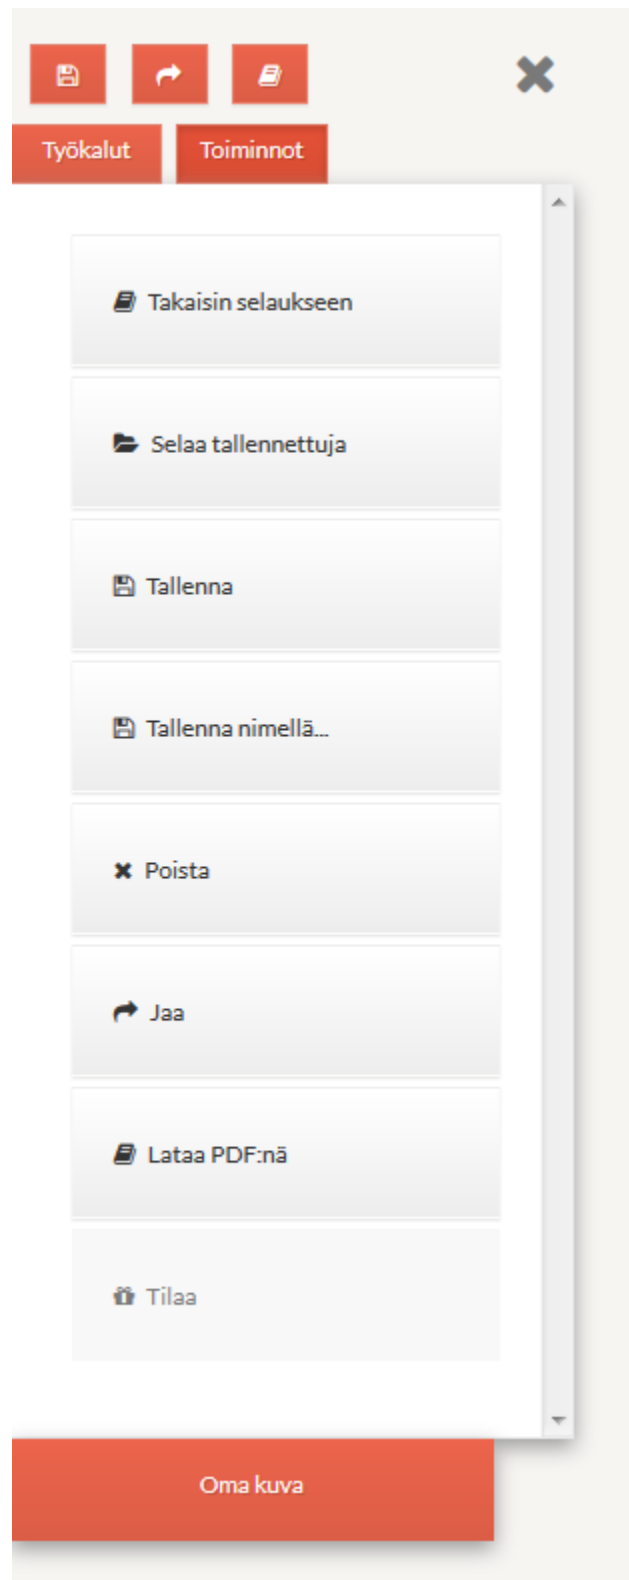 Työkalut Toiminnot
Takaisin selaukseen
Selaa tallennettuja
Tallenna
Tallenna nimellä...
Poista
Jaa
Lataa PDF:nä
Tilaa
Oma kuva